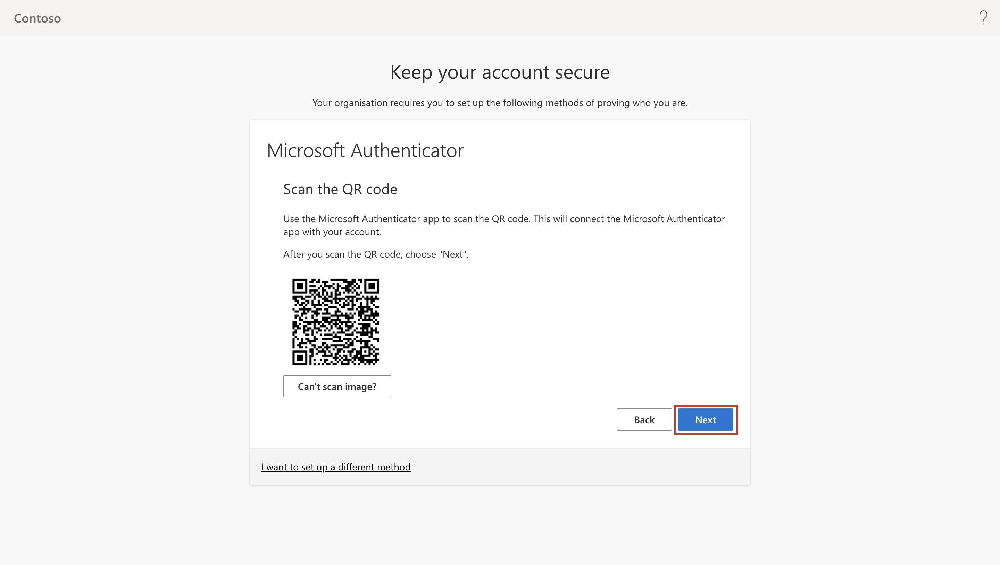 Contoso
?
Keep your account secure
Your organisation requires you to set up the following methods of proving who you are.
Microsoft Authenticator
Scan the QR code
Use the Microsoft Authenticator app to scan the QR code. This will connect the Microsoft Authenticator
app with your account.
After you scan the QR code, choose "Next".
Can't scan image?
Back
Next
I want to set up a different method